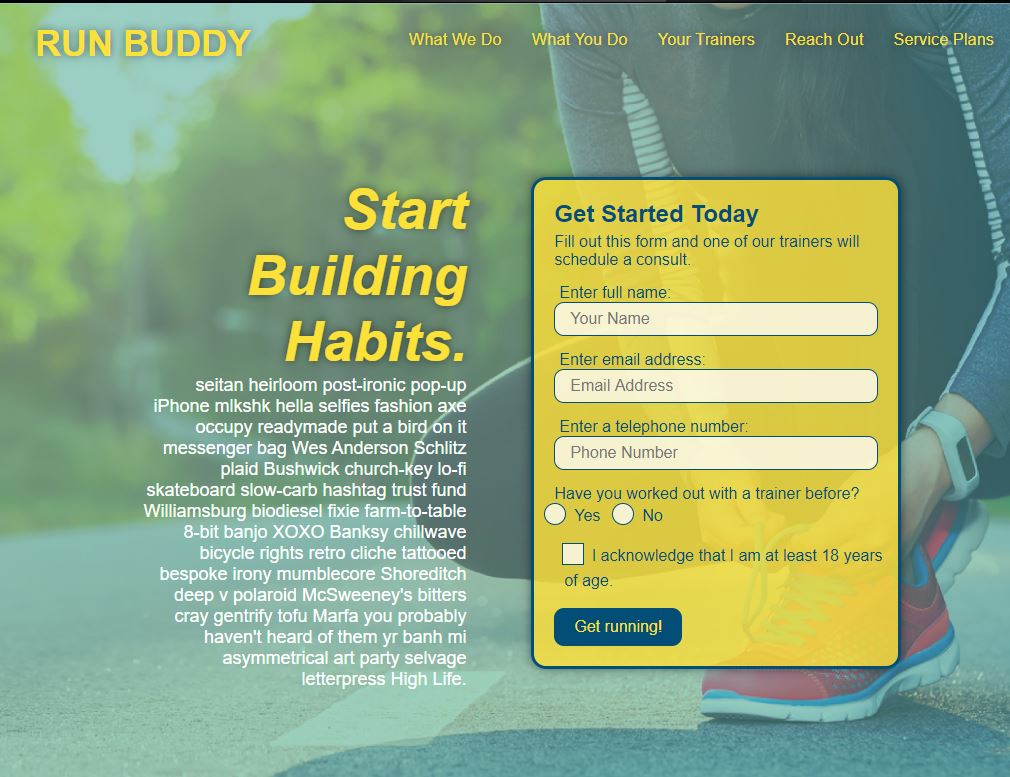 RUN BUDDY
What We Do
What You Do
Your Trainers
Reach Out
Service Plans
Start
Building
Habits.
seitan heirloom post-ironic pop-up
iPhone mlkshk hella selfies fashion axe
occupy readymade put a bird on it
messenger bag Wes Anderson Schlitz
plaid Bushwick church-key lo-fi
skateboard slow-carb hashtag trust fund
Williamsburg biodiesel fixie farm-to-table
8-bit banjo XOXO Banksy chillwave
bicycle rights retro cliche tattooed
bespoke irony mumblecore Shoreditch
deep v polaroid McSweeney's bitters
cray gentrify tofu Marfa you probably
haven't heard of them yr banh mi
asymmetrical art party selvage
letterpress High Life.
Get Started Today
Fill out this form and one of our trainers will
schedule a consult.
Enter full name:
Your Name
Enter email address:
Email Address
Enter a telephone number:
Phone Number
Have you worked out with a trainer before?
Yes No
I acknowledge that I am at least 18 years
of age.
Get running!